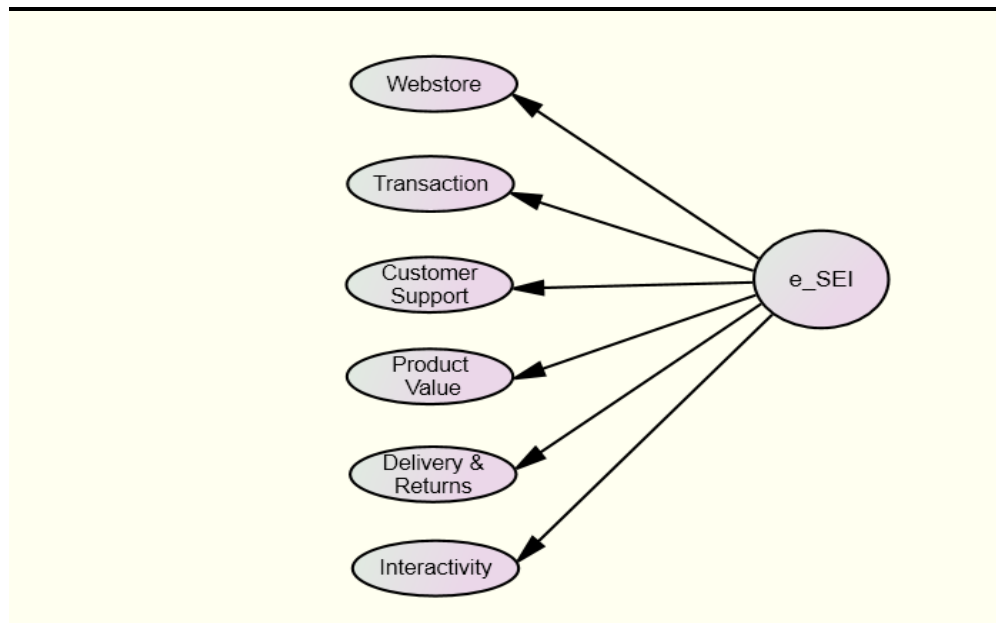 Webstore
Transaction
Customer
Support
e_SEI
Product
Value
Delivery &
Returns
Interactivity